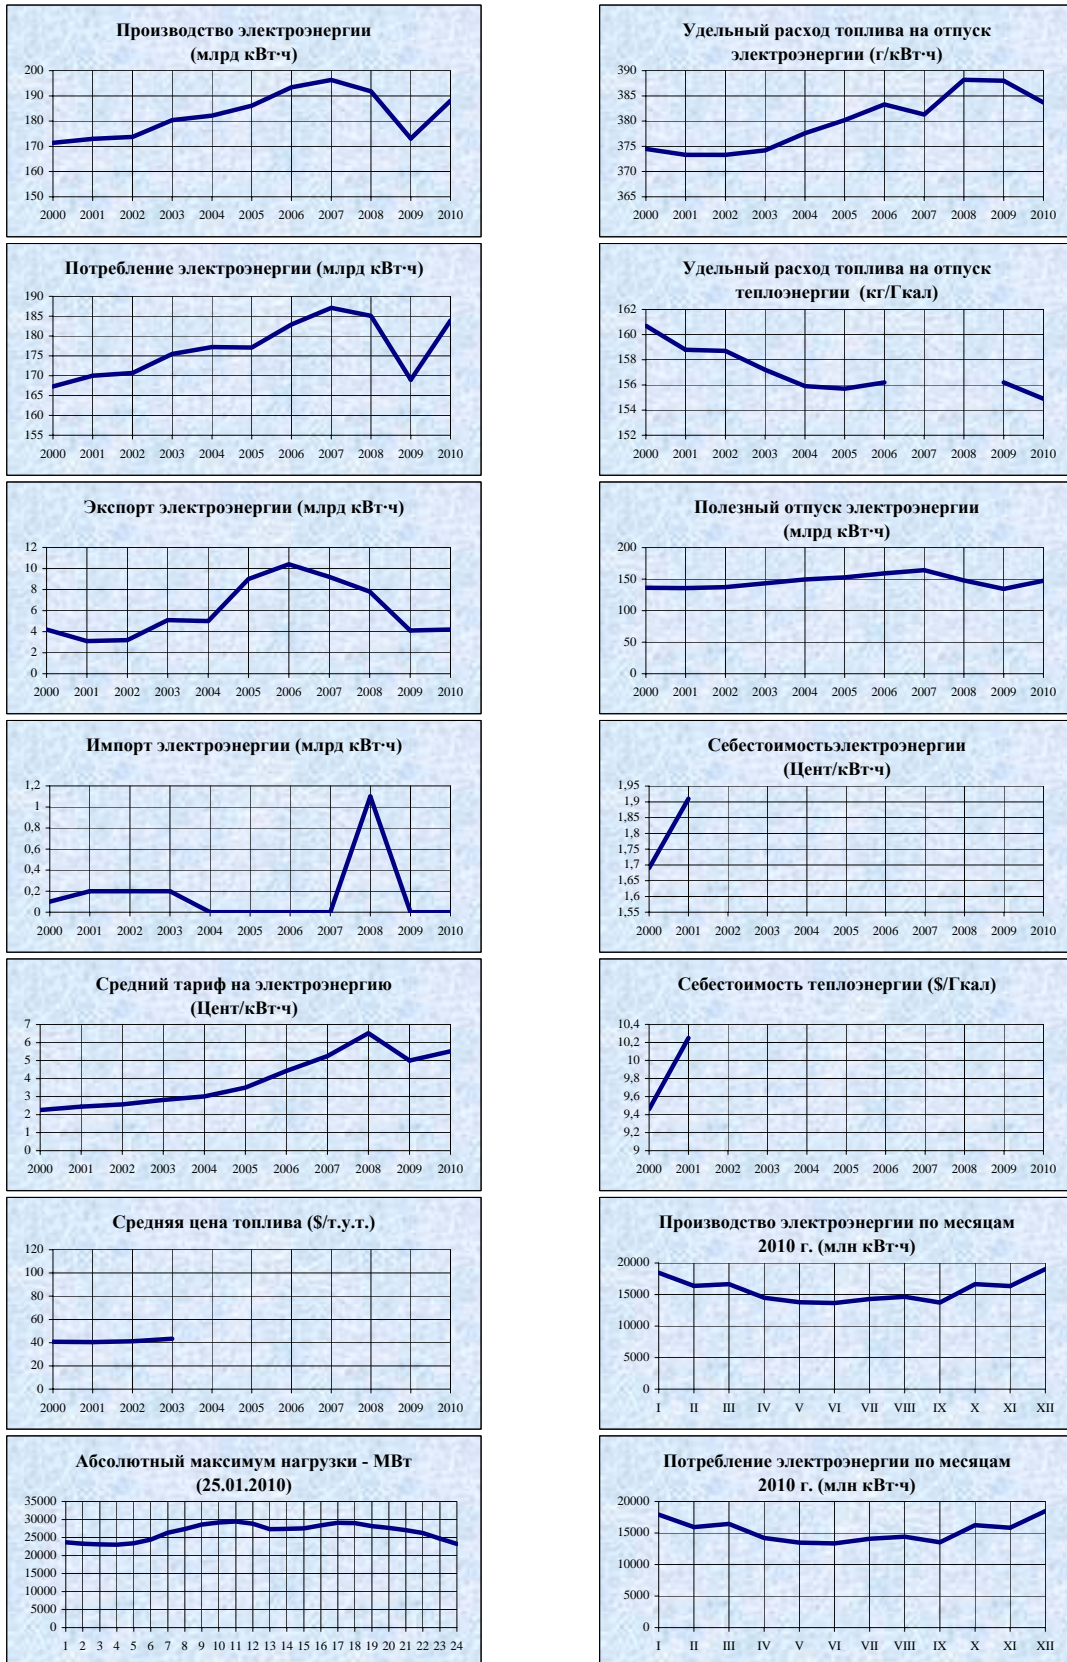 Производство электроэнергии
(млрд кВт·ч)
200
190
180
170
160
150
2000 2001 2002 2003 2004 2005 2006 2007 2008 2009 2010
Удельный расход топлива на отпуск
электроэнергии (г/кВт·ч)
390
385
380
375
370
365
2000 2001 2002 2003 2004 2005 2006 2007 2008 2009 2010
Потребление электроэнергии (млрд кВт·ч)
190
185
180
175
170
165
160
155
2000 2001 2002 2003 2004 2005 2006 2007 2008 2009 2010
Удельный расход топлива на отпуск
теплоэнергии (кг/Гкал)
162
160
158
156
154
152
2000 2001 2002 2003 2004 2005 2006 2007 2008 2009 2010
Экспорт электроэнергии (млрд кВт·ч)
12
10
8
6
4
2
0
2000 2001 2002 2003 2004 2005 2006 2007 2008 2009 2010
Полезный отпуск электроэнергии
(млрд кВт·ч)
200
150
100
50
0
2000 2001 2002 2003 2004 2005 2006 2007 2008 2009 2010
Импорт электроэнергии (млрд кВт·ч)
1,2
1
0,8
0,6
0,4
0,2
0
2000 2001 2002 2003 2004 2005 2006 2007 2008 2009 2010
Себестоимостьэлектроэнергии
(Цент/кВт·ч)
1,95
1,9
1,85
1,8
1,75
1,7
1,65
1,6
1,55
2000 2001 2002 2003 2004 2005 2006 2007 2008 2009 2010
Средний тариф на электроэнергию
(Цент/кВт·ч)
7
6
5
4
3
2
1
0
2000 2001 2002 2003 2004 2005 2006 2007 2008 2009 2010
Себестоимость теплоэнергии ($/Гкал)
10,4
10,2
10
9,8
9,6
9,4
9,2
9
2000 2001 2002 2003 2004 2005 2006 2007 2008 2009 2010
Средняя цена топлива ($/т.у.т.)
120
100
80
60
40
20
0
2000 2001 2002 2003 2004 2005 2006 2007 2008 2009 2010
Производство электроэнергии по месяцам
2010 г. (млн кВт·ч)
20000
15000
10000
5000
0
I II III IV V VI VII VIII IX X XI XII
Абсолютный максимум нагрузки - МВт
(25.01.2010)
35000
30000
25000
20000
15000
10000
5000
0
1 2 3 4 5 6 7 8 9 10 11 12 13 14 15 16 17 18 19 20 21 22 23 24
Потребление электроэнергии по месяцам
2010 г. (млн кВт·ч)
20000
15000
10000
5000
0
I II III IV V VI VII VIII IX X XI XII